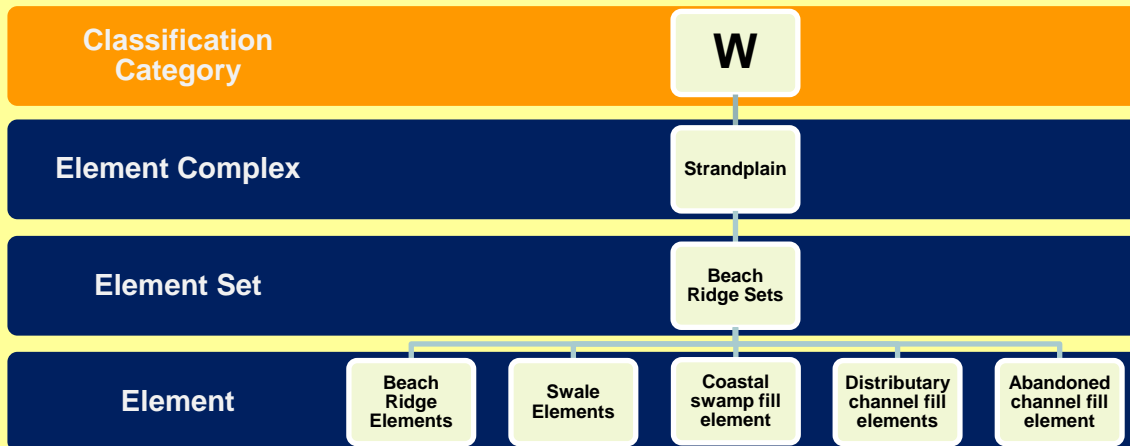 Classification
Category
W
Element Complex
Strandplain
Element Set
Beach
Ridge Sets
Element
Beach
Ridge
Elements
Swale
Elements
Coastal
swamp fill
element
Distributary
channel fill
elements
Abandoned
channel fill
element